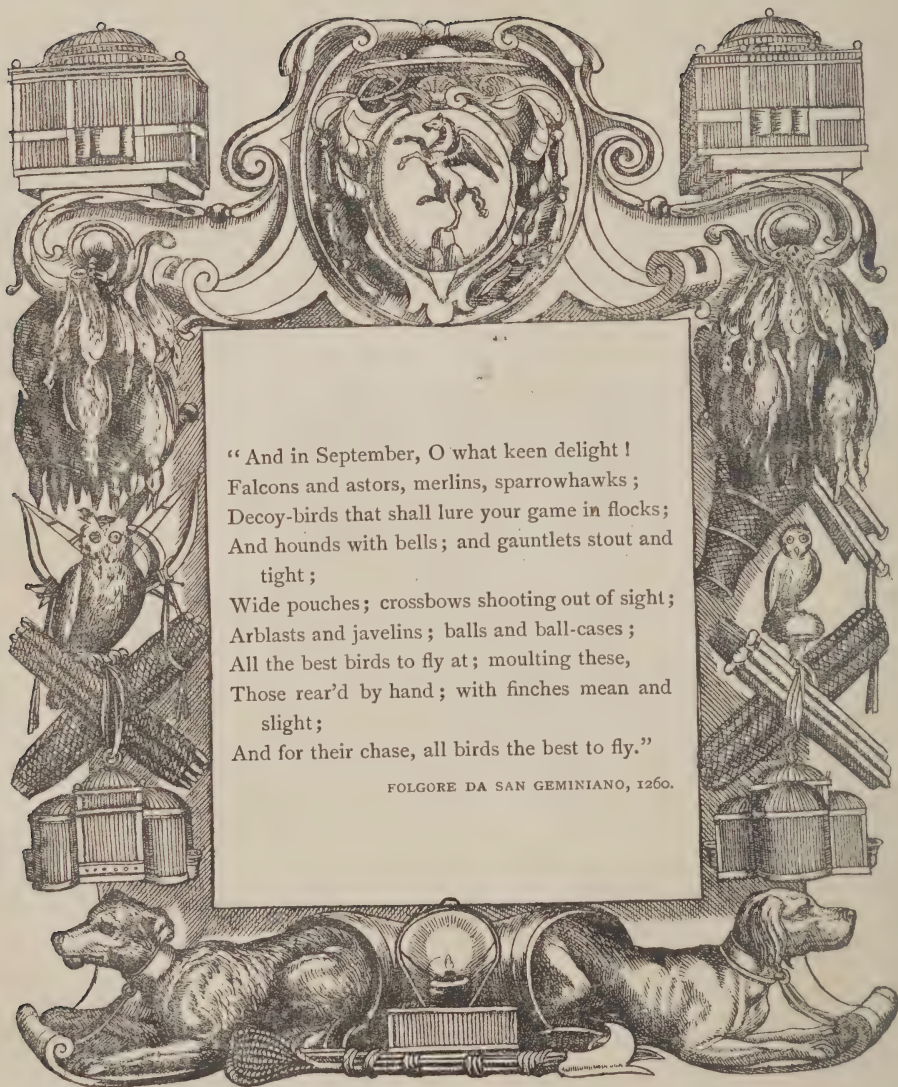 “ And in September, O what keen delight !
Falcons and astors, merlins, sparrowhawks ;
Decoy-birds that shall lure your game in flocks;
And hounds with bells; and gauntlets stout and
tight ;
Wide pouches; crossbows shooting out of sight;
Arblasts and javelins ; balls and ball-cases ;
All the best birds to fly at; moulting these,
Those rear’d by hand ; with finches mean and
slight ;
And for their chase, all birds the best to fly.”
FOLGORE DA SAN GEMINIANO, 1260.